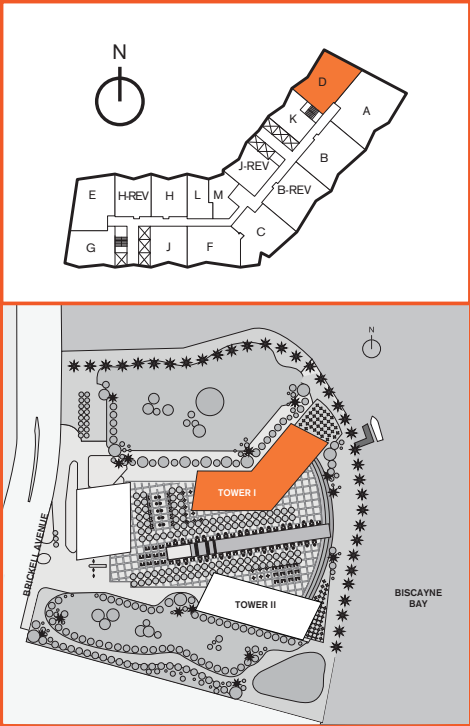 N
D
A
K
B
J-REV
B-REV
E
H-REV
H
L
M
C
G
J
F
N
TOWER I
BRICKELL AVENUE
BISCAYNE
BAY
TOWER II